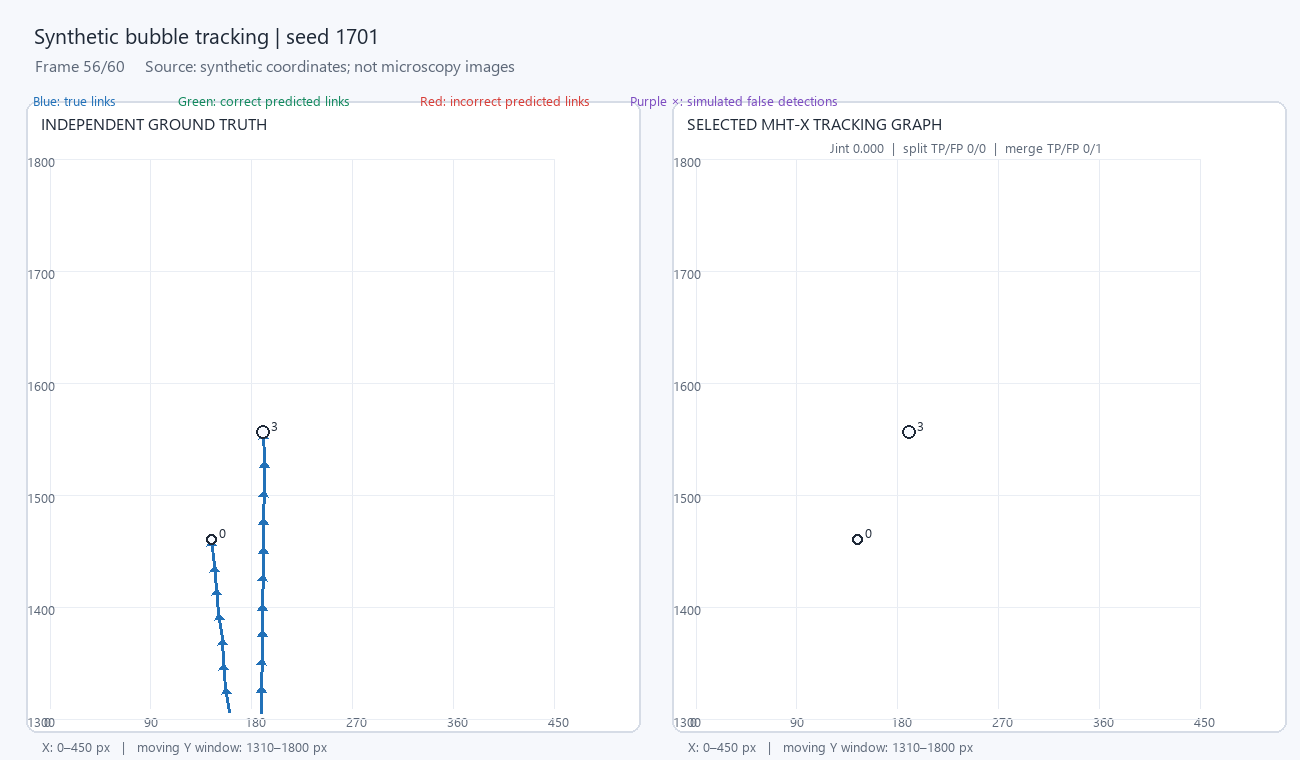 Synthetic bubble tracking | seed 1701
Frame 56/60 Source: synthetic coordinates; not microscopy images
Blue: true links Green: correct predicted links Red: incorrect predicted links Purple ×: simulated false detections
INDEPENDENT GROUND TRUTH
1800
1700
1600
1500
1400
1300
3
0
0 90 180 270 360 450
X: 0–450 px | moving Y window: 1310–1800 px
SELECTED MHT-X TRACKING GRAPH
Jint 0.000 | split TP/FP 0/0 | merge TP/FP 0/1
1800
1700
1600
1500
1400
1300
3
0
0 90 180 270 360 450
X: 0–450 px | moving Y window: 1310–1800 px